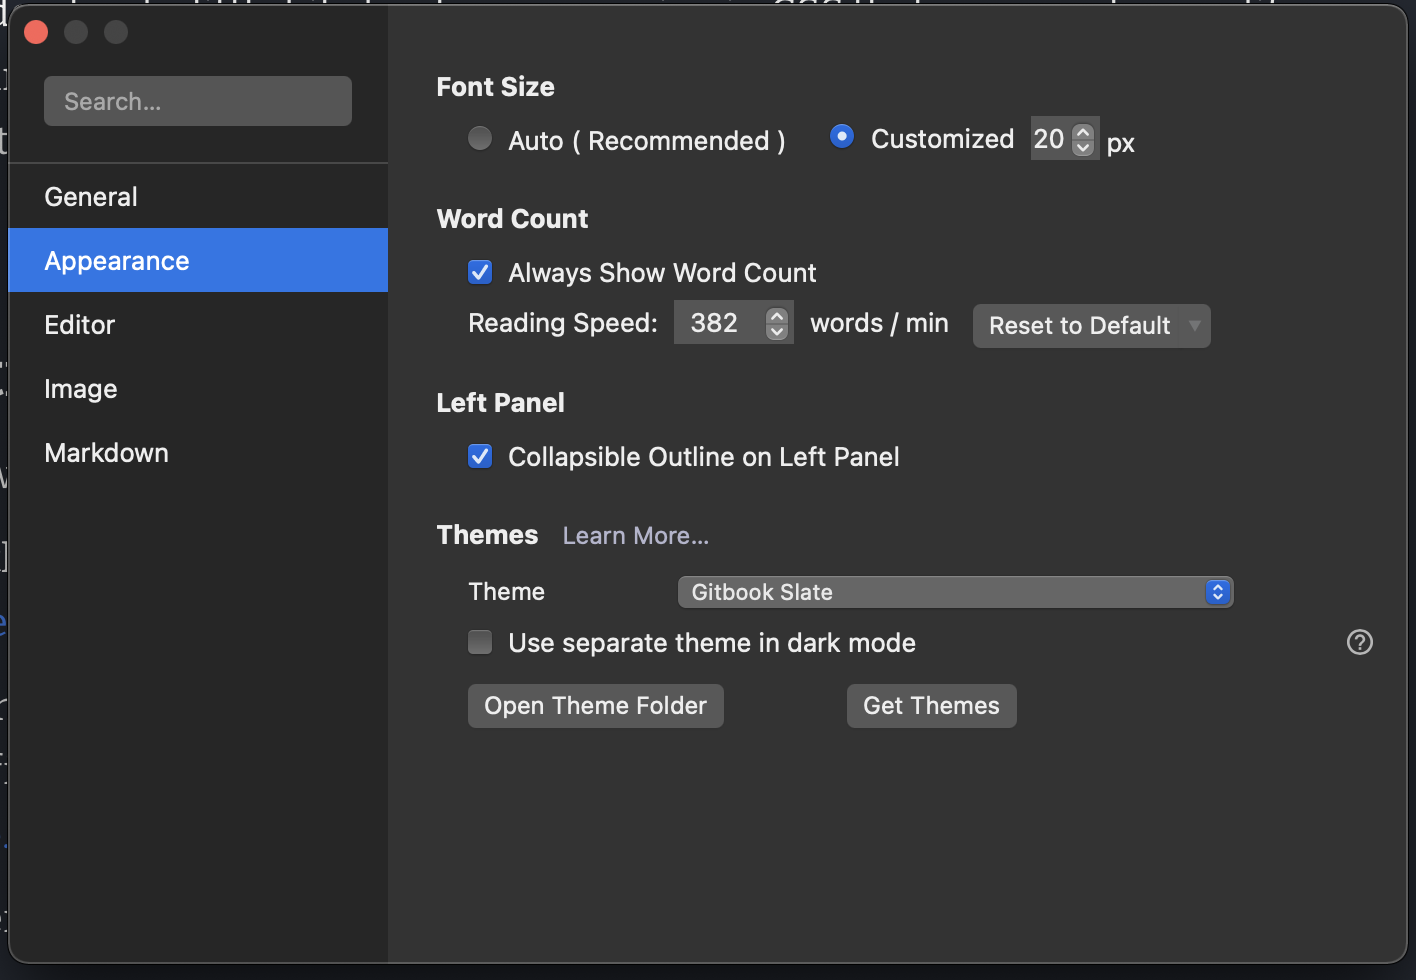 Search...
General
Appearance
Editor
Image
Markdown
Font Size
Auto ( Recommended )
Customized 20 px
Word Count
Always Show Word Count
Reading Speed: 382 words / min Reset to Default
Left Panel
Collapsible Outline on Left Panel
Themes Learn More...
Theme Gitbook Slate
Use separate theme in dark mode
Open Theme Folder Get Themes